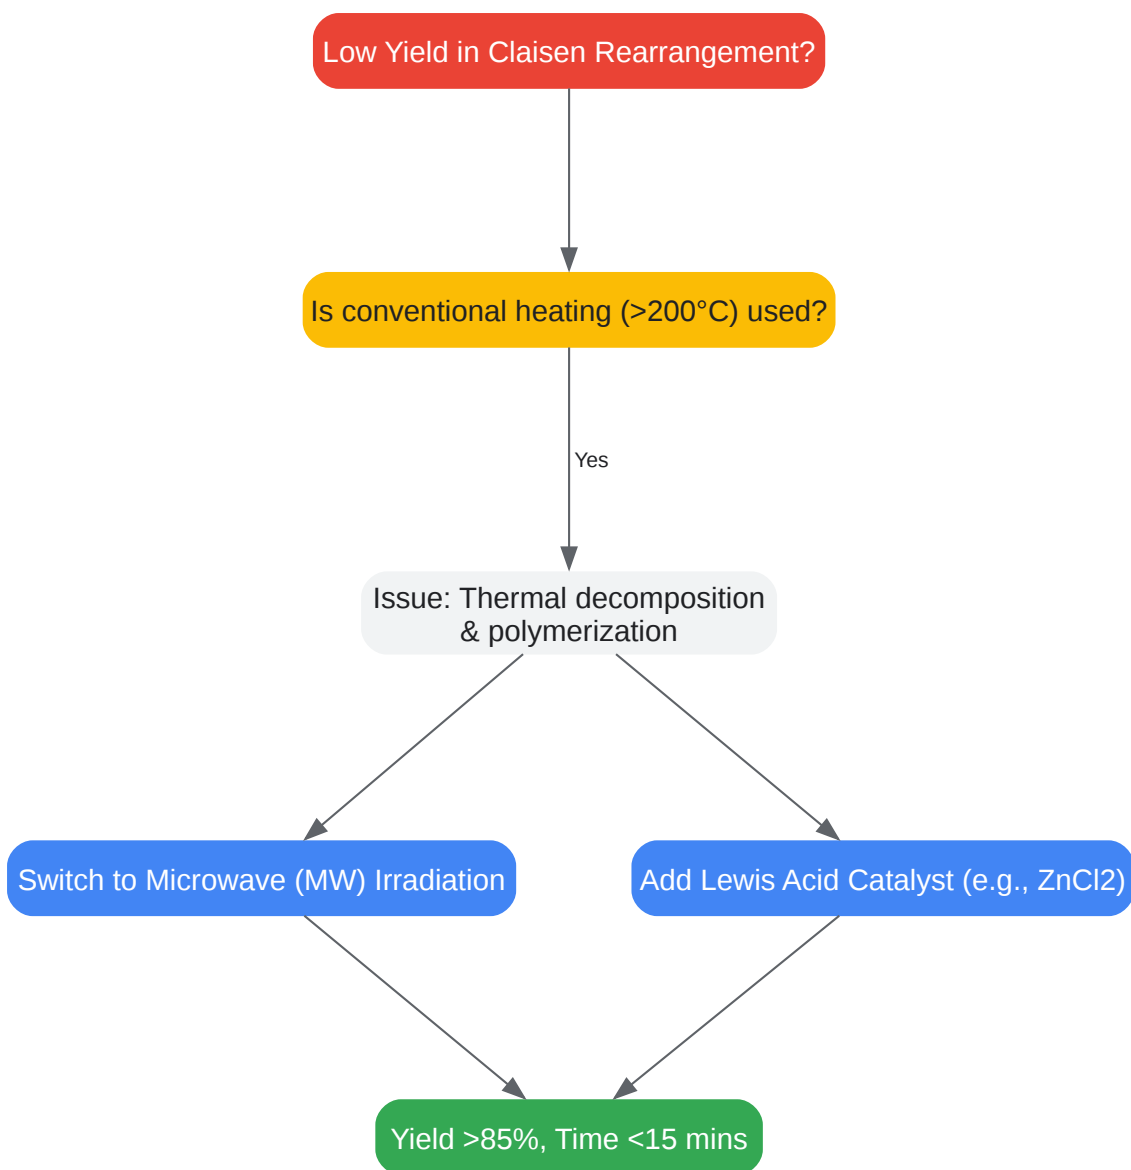 Low Yield in Claisen Rearrangement?
Is conventional heating (>200°C) used?
Yes
Issue: Thermal decomposition
& polymerization
Switch to Microwave (MW) Irradiation
Add Lewis Acid Catalyst (e.g., ZnCl2)
Yield >85%, Time <15 mins